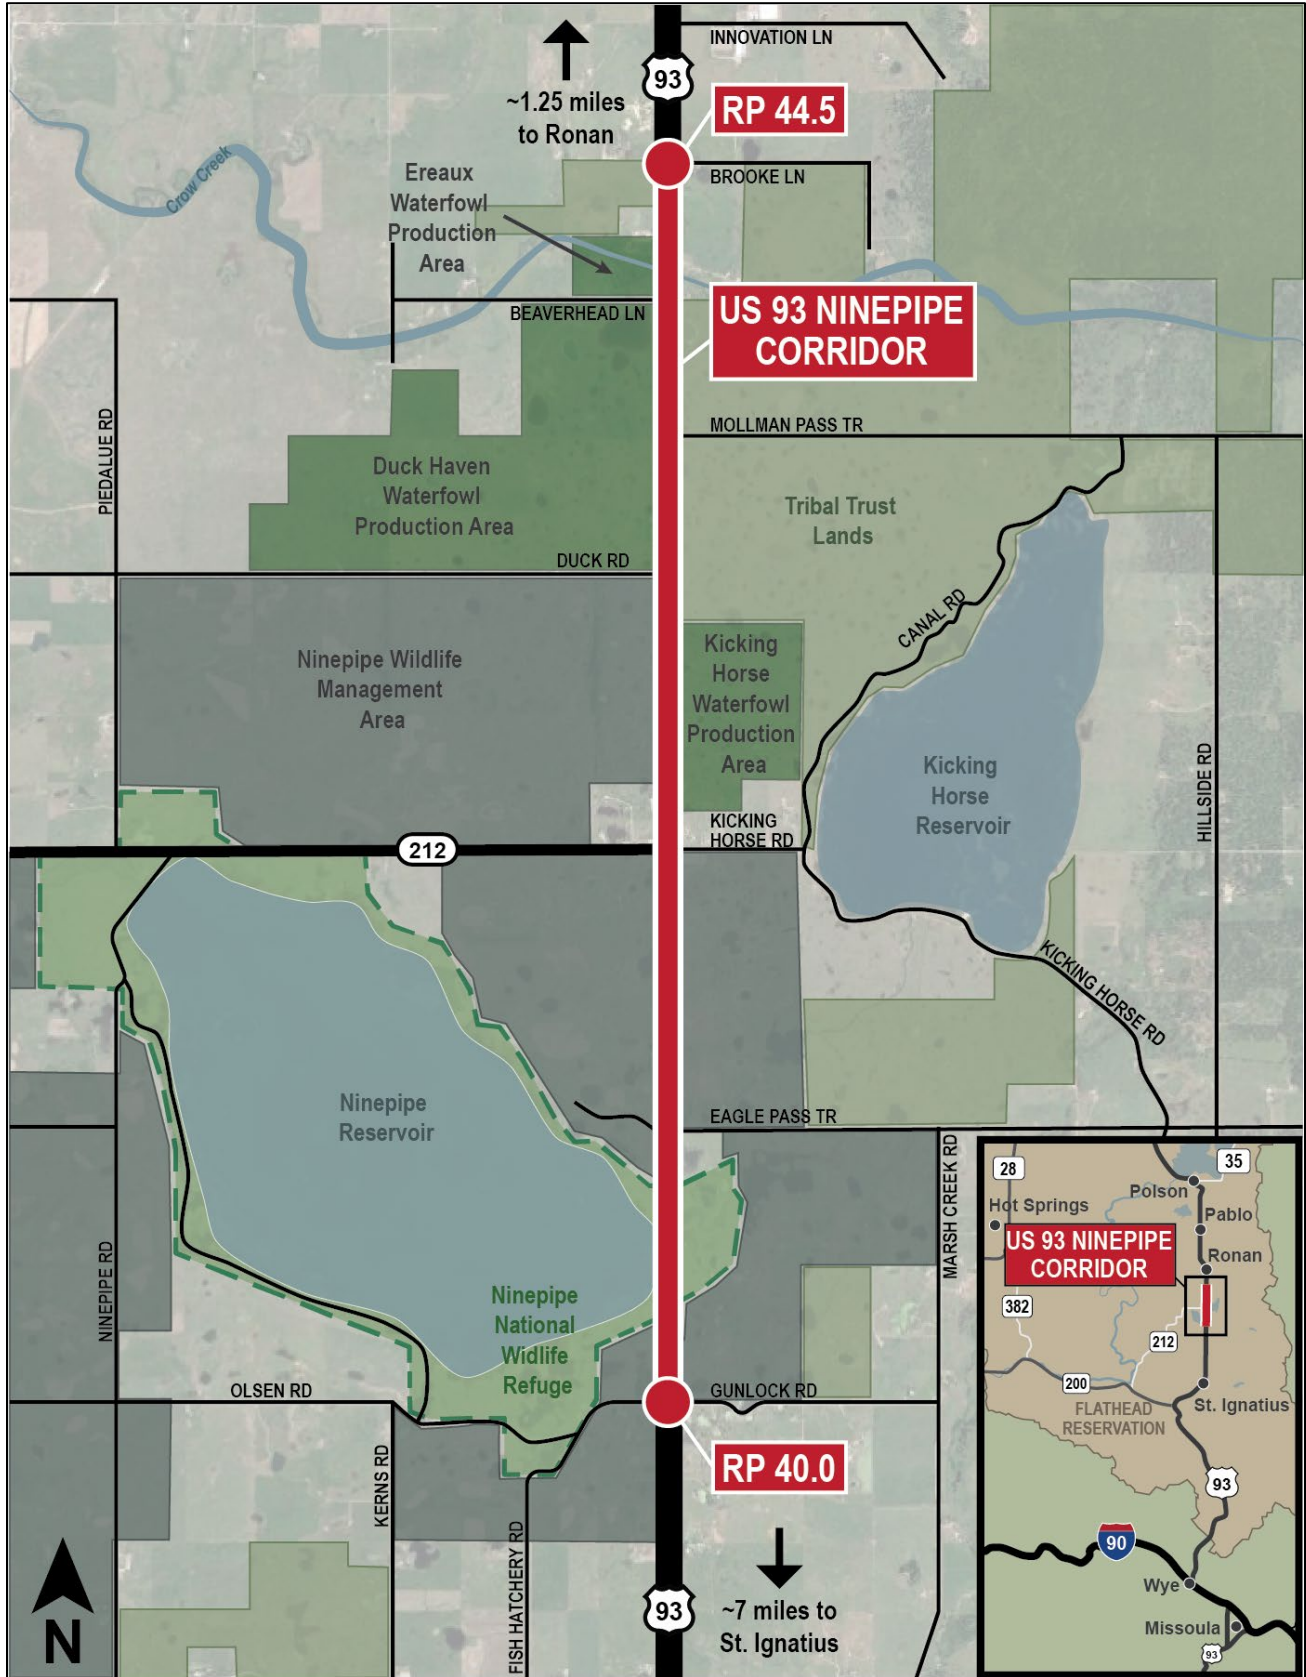 INNOVATION LN
93
~1.25 miles
to Ronan
RP 44.5
Crow Creek
Ereaux
Waterfowl
Production
Area
BROOKE LN
BEAVERHEAD LN
US 93 NINEPIPE
CORRIDOR
PIEDALUE RD
MOLLMAN PASS TR
Duck Haven
Waterfowl
Production Area
Tribal Trust
Lands
DUCK RD
CANAL RD
Ninepipe Wildlife
Management
Area
Kicking
Horse
Waterfowl
Production
Area
Kicking
Horse
Reservoir
HILLSIDE RD
KICKING
HORSE RD
212
KICKING HORSE RD
Ninepipe
Reservoir
EAGLE PASS TR
MARSH CREEK RD
NINEPIPE RD
Ninepipe
National
Widlife
Refuge
OLSEN RD
GUNLOCK RD
RP 40.0
KERNS RD
FISH HATCHERY RD
N
93
~7 miles to
St. Ignatius
28
35
Polson
Hot Springs
Pablo
US 93 NINEPIPE
CORRIDOR
Ronan
382
212
200
St. Ignatius
FLATHEAD
RESERVATION
93
90
Wye
Missoula
93